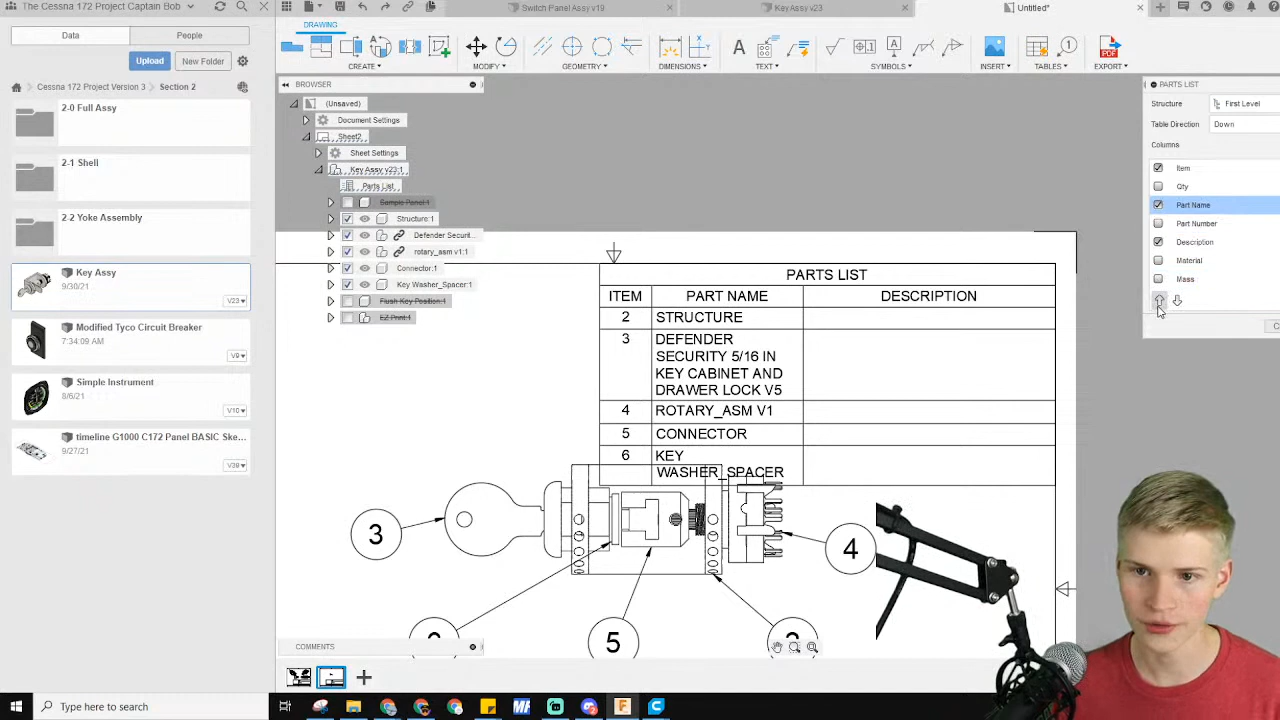 The Cessna 172 Project Captain Bob
Switch Panel Assy v19
Key Assy v23
Untitled*
Data
People
DRAWING
Upload
New Folder
CREATE
MODIFY
GEOMETRY
DIMENSIONS
TEXT
SYMBOLS
INSERT
TABLES
EXPORT
Cessna 172 Project Version 3
Section 2
2-0 Full Assy
2-1 Shell
2-2 Yoke Assembly
Key Assy
9/30/21
V23
Modified Tyco Circuit Breaker
7:34:09 AM
V9
Simple Instrument
8/6/21
V10
timeline G1000 C172 Panel BASIC Ske...
9/27/21
V39
BROWSER
(Unsaved)
Document Settings
Sheet2
Sheet Settings
Key Assy v23:1
Parts List
Sample Panel:1
Structure:1
Defender Securit...
rotary_asm v1:1
Connector:1
Key Washer_Spacer:1
Flush Key Position:1
EZ Print:1
PARTS LIST
Structure
First Level
Table Direction
Down
Columns
Item
Qty
Part Name
Part Number
Description
Material
Mass
PARTS LIST
ITEM PART NAME DESCRIPTION
2 STRUCTURE
3 DEFENDER
SECURITY 5/16 IN
KEY CABINET AND
DRAWER LOCK V5
4 ROTARY_ASM V1
5 CONNECTOR
6 KEY
WASHER_SPACER
3
4
5
COMMENTS
Type here to search